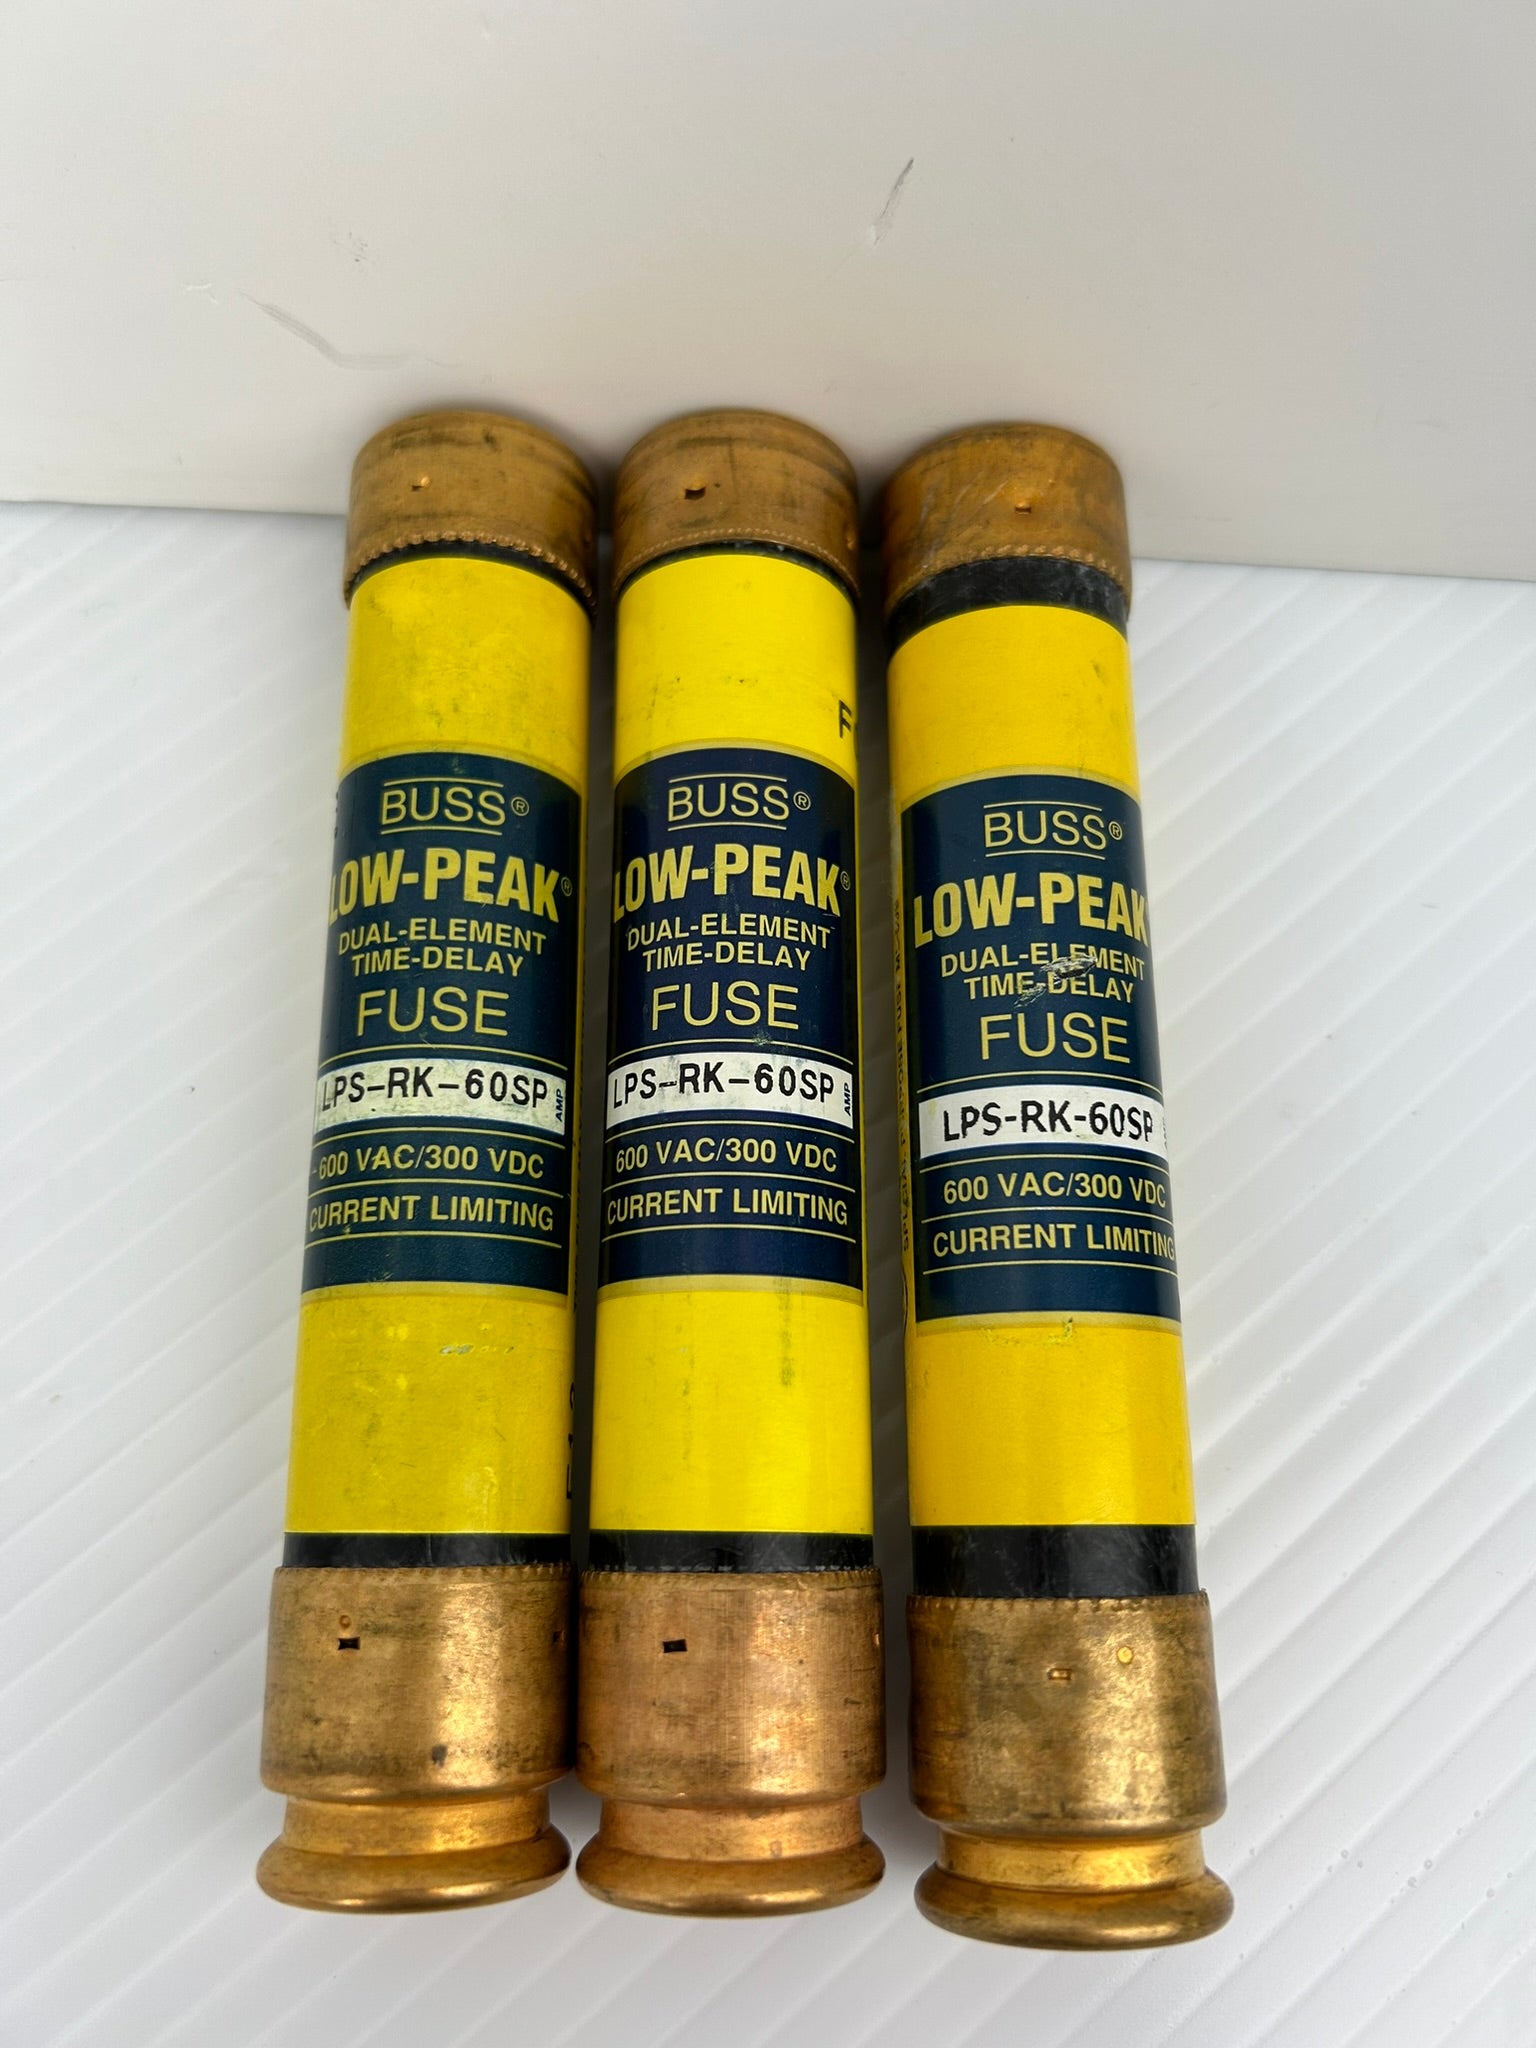 BUSS®
LOW-PEAK®
DUAL-ELEMENT
TIME-DELAY
FUSE
LPS-RK-60SP AMP
600 VAC/300 VDC
CURRENT LIMITING
BUSS®
LOW-PEAK®
DUAL-ELEMENT
TIME-DELAY
FUSE
LPS-RK-60SP AMP
600 VAC/300 VDC
CURRENT LIMITING
BUSS®
LOW-PEAK
DUAL-ELEMENT
TIME-DELAY
FUSE
LPS-RK-60SP
600 VAC/300 VDC
CURRENT LIMITING